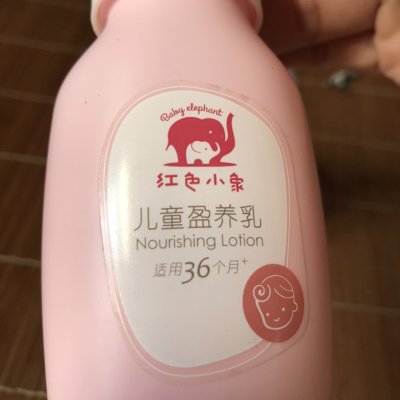 Baby elephant
红色小象
儿童盈养乳
Nourishing Lotion
适用36个月+